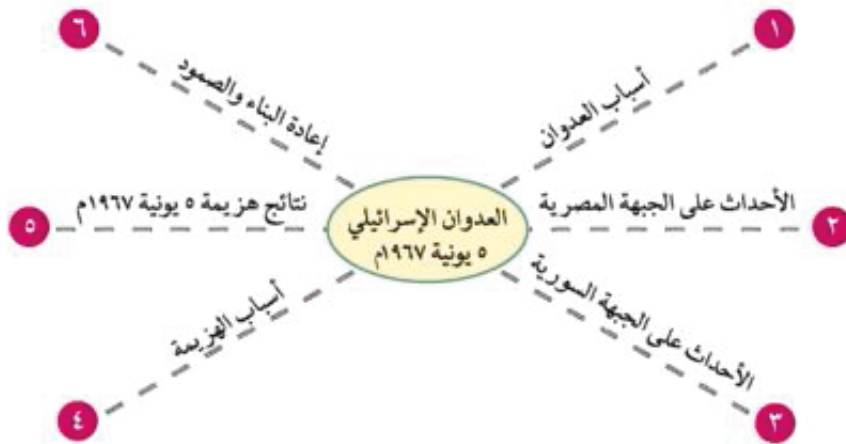 العدوان الإسرائيلي
٥ يونية ١٩٦٧م
١
أسباب العدوان
٢
الأحداث على الجبهة المصرية
٣
الأحداث على الجبهة السورية
٤
أسباب الهزيمة
٥
نتائج هزيمة ٥ يونية ١٩٦٧م
٦
إعادة البناء والصمود